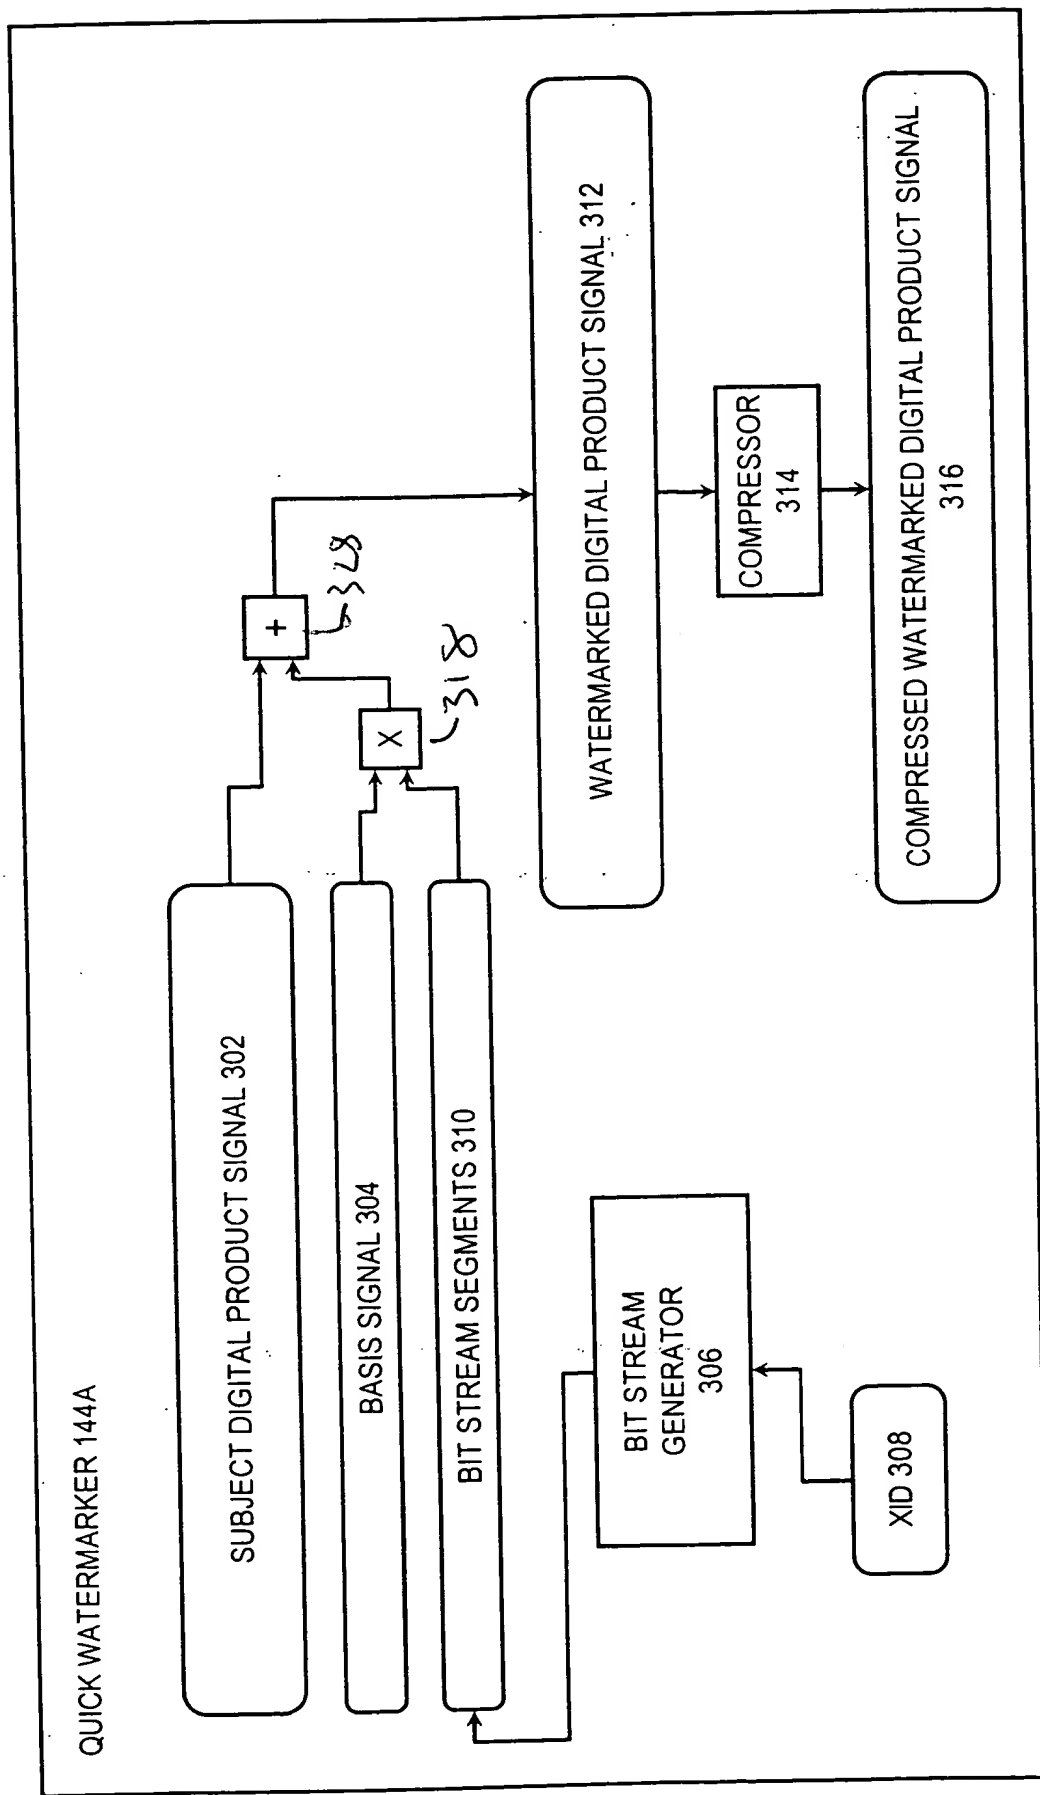 QUICK WATERMARKER 144A
SUBJECT DIGITAL PRODUCT SIGNAL 302
BASIS SIGNAL 304
BIT STREAM SEGMENTS 310
+
328
X
318
BIT STREAM
GENERATOR
306
XID 308
WATERMARKED DIGITAL PRODUCT SIGNAL 312
COMPRESSOR
314
COMPRESSED WATERMARKED DIGITAL PRODUCT SIGNAL
316